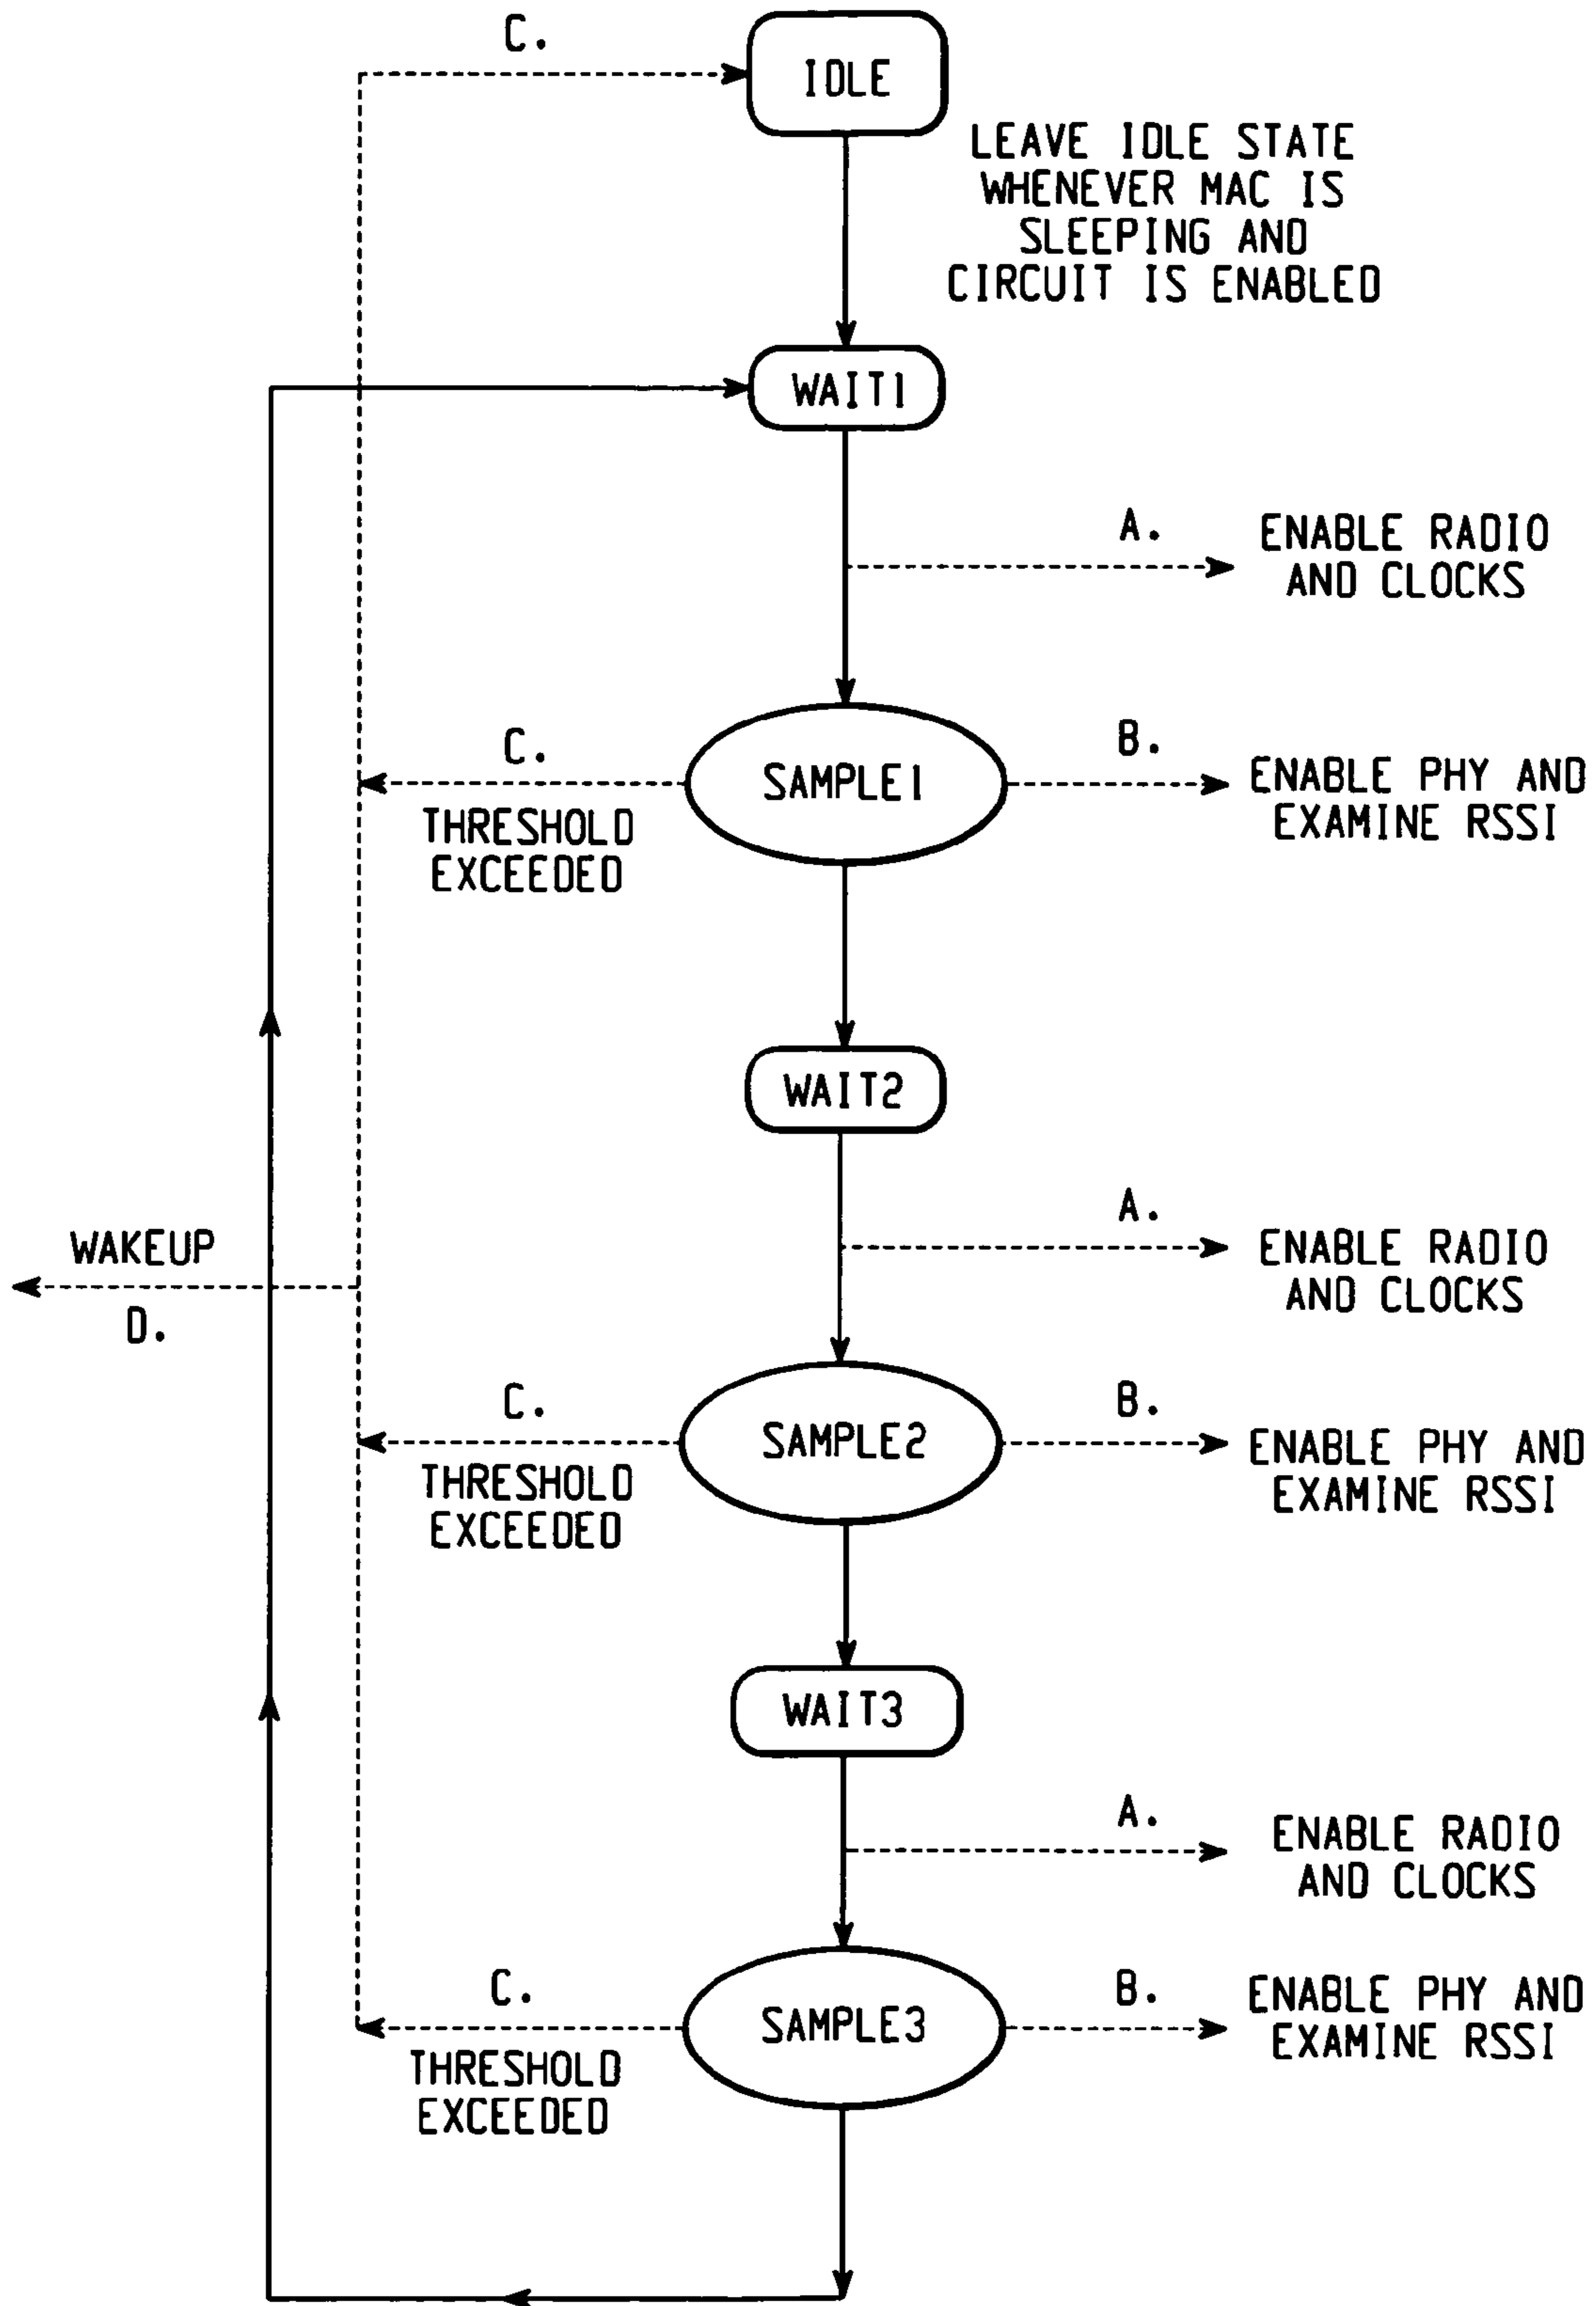 C.
IDLE
LEAVE IDLE STATE
WHENEVER MAC IS
SLEEPING AND
CIRCUIT IS ENABLED
WAIT1
A.
ENABLE RADIO
AND CLOCKS
C.
THRESHOLD
EXCEEDED
SAMPLE1
B.
ENABLE PHY AND
EXAMINE RSSI
WAIT2
A.
ENABLE RADIO
AND CLOCKS
WAKEUP
D.
C.
THRESHOLD
EXCEEDED
SAMPLE2
B.
ENABLE PHY AND
EXAMINE RSSI
WAIT3
A.
ENABLE RADIO
AND CLOCKS
C.
THRESHOLD
EXCEEDED
SAMPLE3
B.
ENABLE PHY AND
EXAMINE RSSI